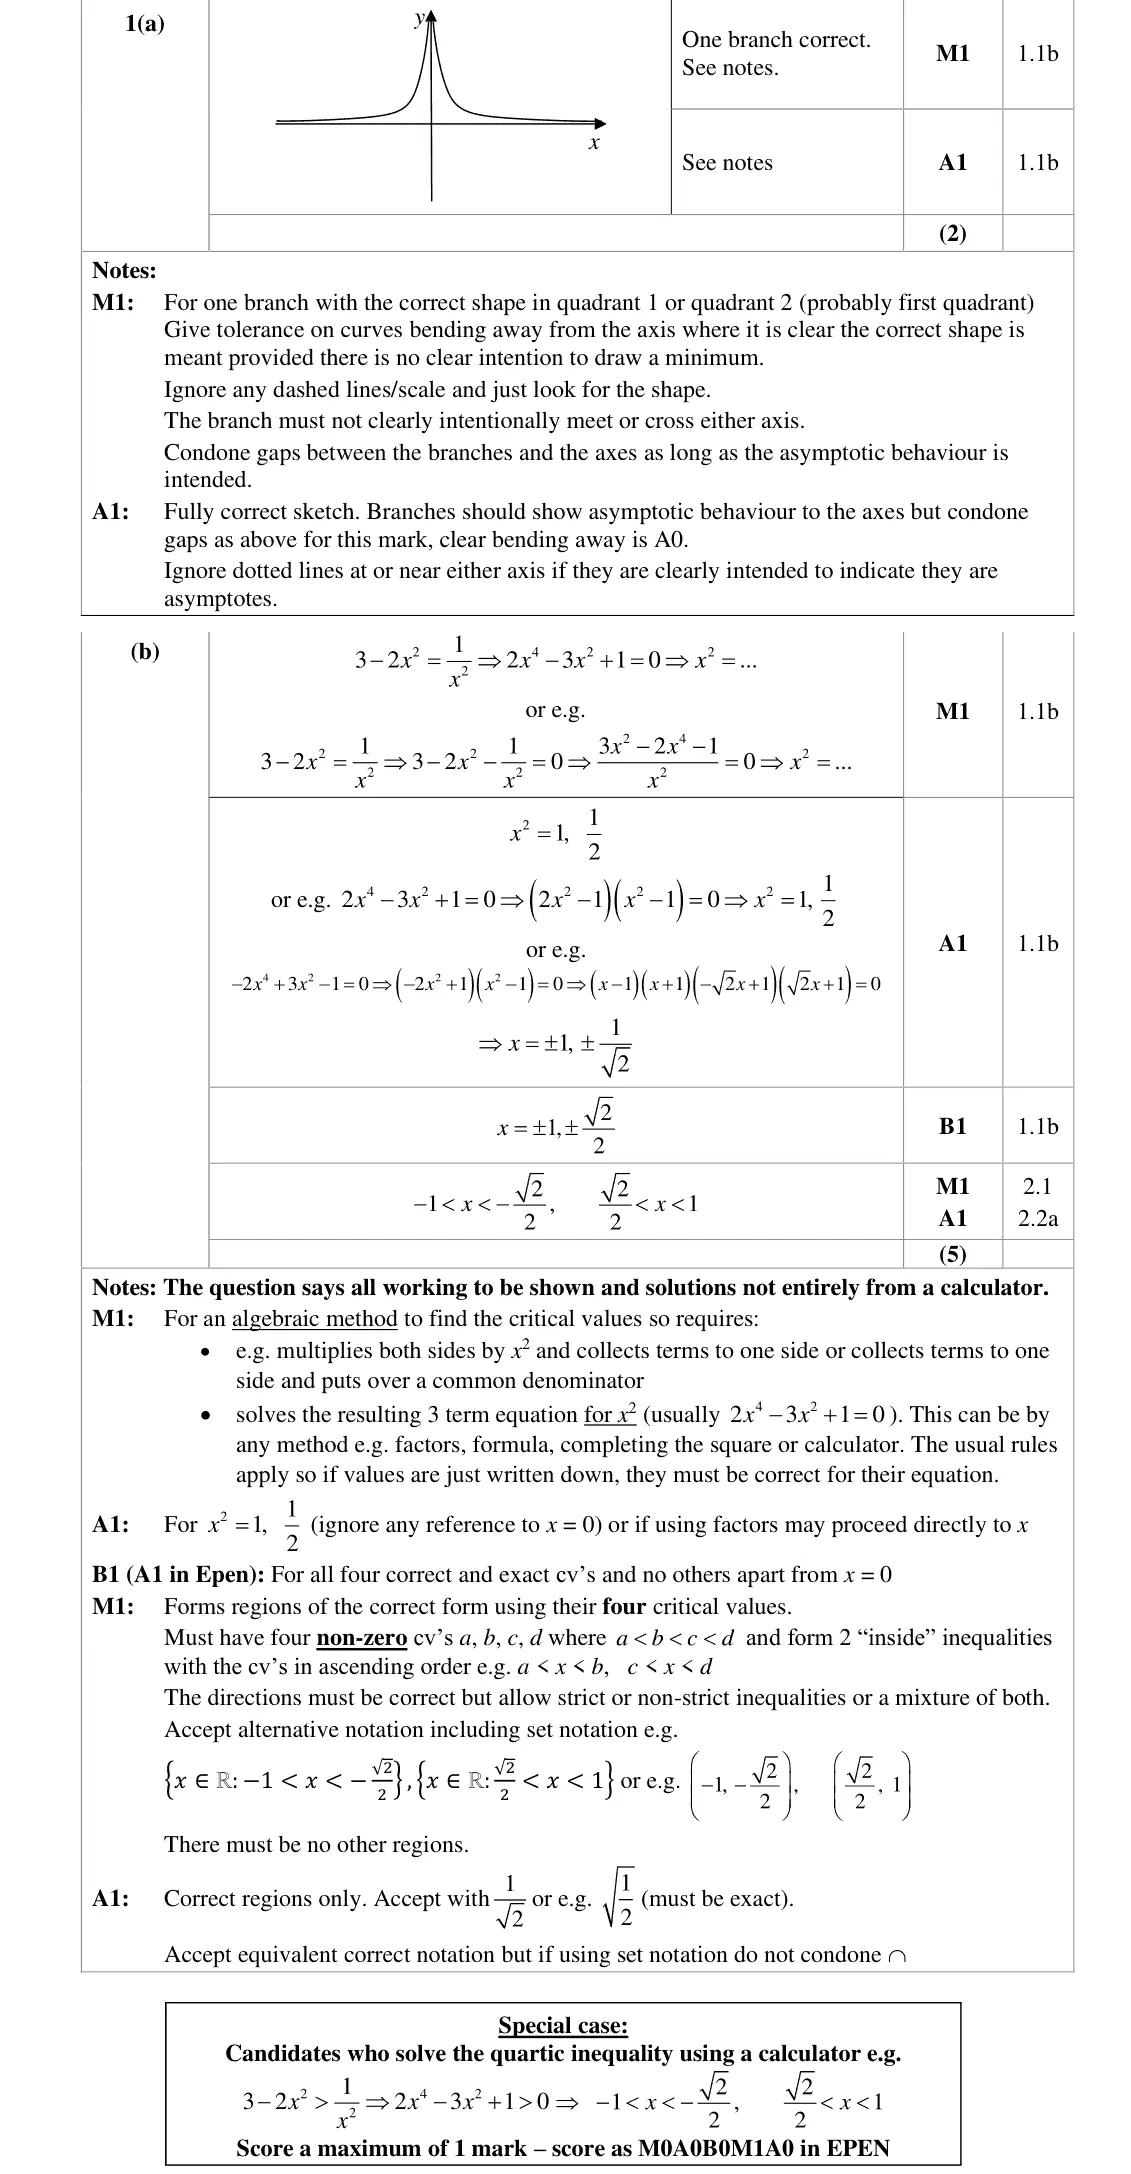 1(a)
y
x
One branch correct.
See notes.
M1
1.1b
See notes
A1
1.1b
(2)
Notes:
M1: For one branch with the correct shape in quadrant 1 or quadrant 2 (probably first quadrant)
Give tolerance on curves bending away from the axis where it is clear the correct shape is
meant provided there is no clear intention to draw a minimum.
Ignore any dashed lines/scale and just look for the shape.
The branch must not clearly intentionally meet or cross either axis.
Condone gaps between the branches and the axes as long as the asymptotic behaviour is
intended.
A1: Fully correct sketch. Branches should show asymptotic behaviour to the axes but condone
gaps as above for this mark, clear bending away is A0.
Ignore dotted lines at or near either axis if they are clearly intended to indicate they are
asymptotes.
(b)
3 − 2x² = 1/x² ⇒ 2x⁴ − 3x² + 1 = 0 ⇒ x² = ...
or e.g.
3 − 2x² = 1/x² ⇒ 3 − 2x² − 1/x² = 0 ⇒ (3x² − 2x⁴ − 1)/x² = 0 ⇒ x² = ...
M1
1.1b
x² = 1, 1/2
or e.g. 2x⁴ − 3x² + 1 = 0 ⇒ (2x² − 1)(x² − 1) = 0 ⇒ x² = 1, 1/2
or e.g.
−2x⁴ + 3x² − 1 = 0 ⇒ (−2x² + 1)(x² − 1) = 0 ⇒ (x − 1)(x + 1)(−√2x + 1)(√2x + 1) = 0
⇒ x = ±1, ± 1/√2
A1
1.1b
x = ±1, ± √2/2
B1
1.1b
−1 < x < −√2/2, √2/2 < x < 1
M1
A1
2.1
2.2a
(5)
Notes: The question says all working to be shown and solutions not entirely from a calculator.
M1: For an algebraic method to find the critical values so requires:
• e.g. multiplies both sides by x² and collects terms to one side or collects terms to one
side and puts over a common denominator
• solves the resulting 3 term equation for x² (usually 2x⁴ − 3x² + 1 = 0 ). This can be by
any method e.g. factors, formula, completing the square or calculator. The usual rules
apply so if values are just written down, they must be correct for their equation.
A1: For x² = 1, 1/2 (ignore any reference to x = 0) or if using factors may proceed directly to x
B1 (A1 in Epen): For all four correct and exact cv’s and no others apart from x = 0
M1: Forms regions of the correct form using their four critical values.
Must have four non-zero cv’s a, b, c, d where a < b < c < d and form 2 “inside” inequalities
with the cv’s in ascending order e.g. a < x < b, c < x < d
The directions must be correct but allow strict or non-strict inequalities or a mixture of both.
Accept alternative notation including set notation e.g.
{x ∈ ℝ: −1 < x < −√2/2}, {x ∈ ℝ: √2/2 < x < 1} or e.g. (−1, −√2/2), (√2/2, 1)
There must be no other regions.
A1: Correct regions only. Accept with 1/√2 or e.g. √(1/2) (must be exact).
Accept equivalent correct notation but if using set notation do not condone ∩
Special case:
Candidates who solve the quartic inequality using a calculator e.g.
3 − 2x² > 1/x² ⇒ 2x⁴ − 3x² + 1 > 0 ⇒ −1 < x < −√2/2, √2/2 < x < 1
Score a maximum of 1 mark – score as M0A0B0M1A0 in EPEN